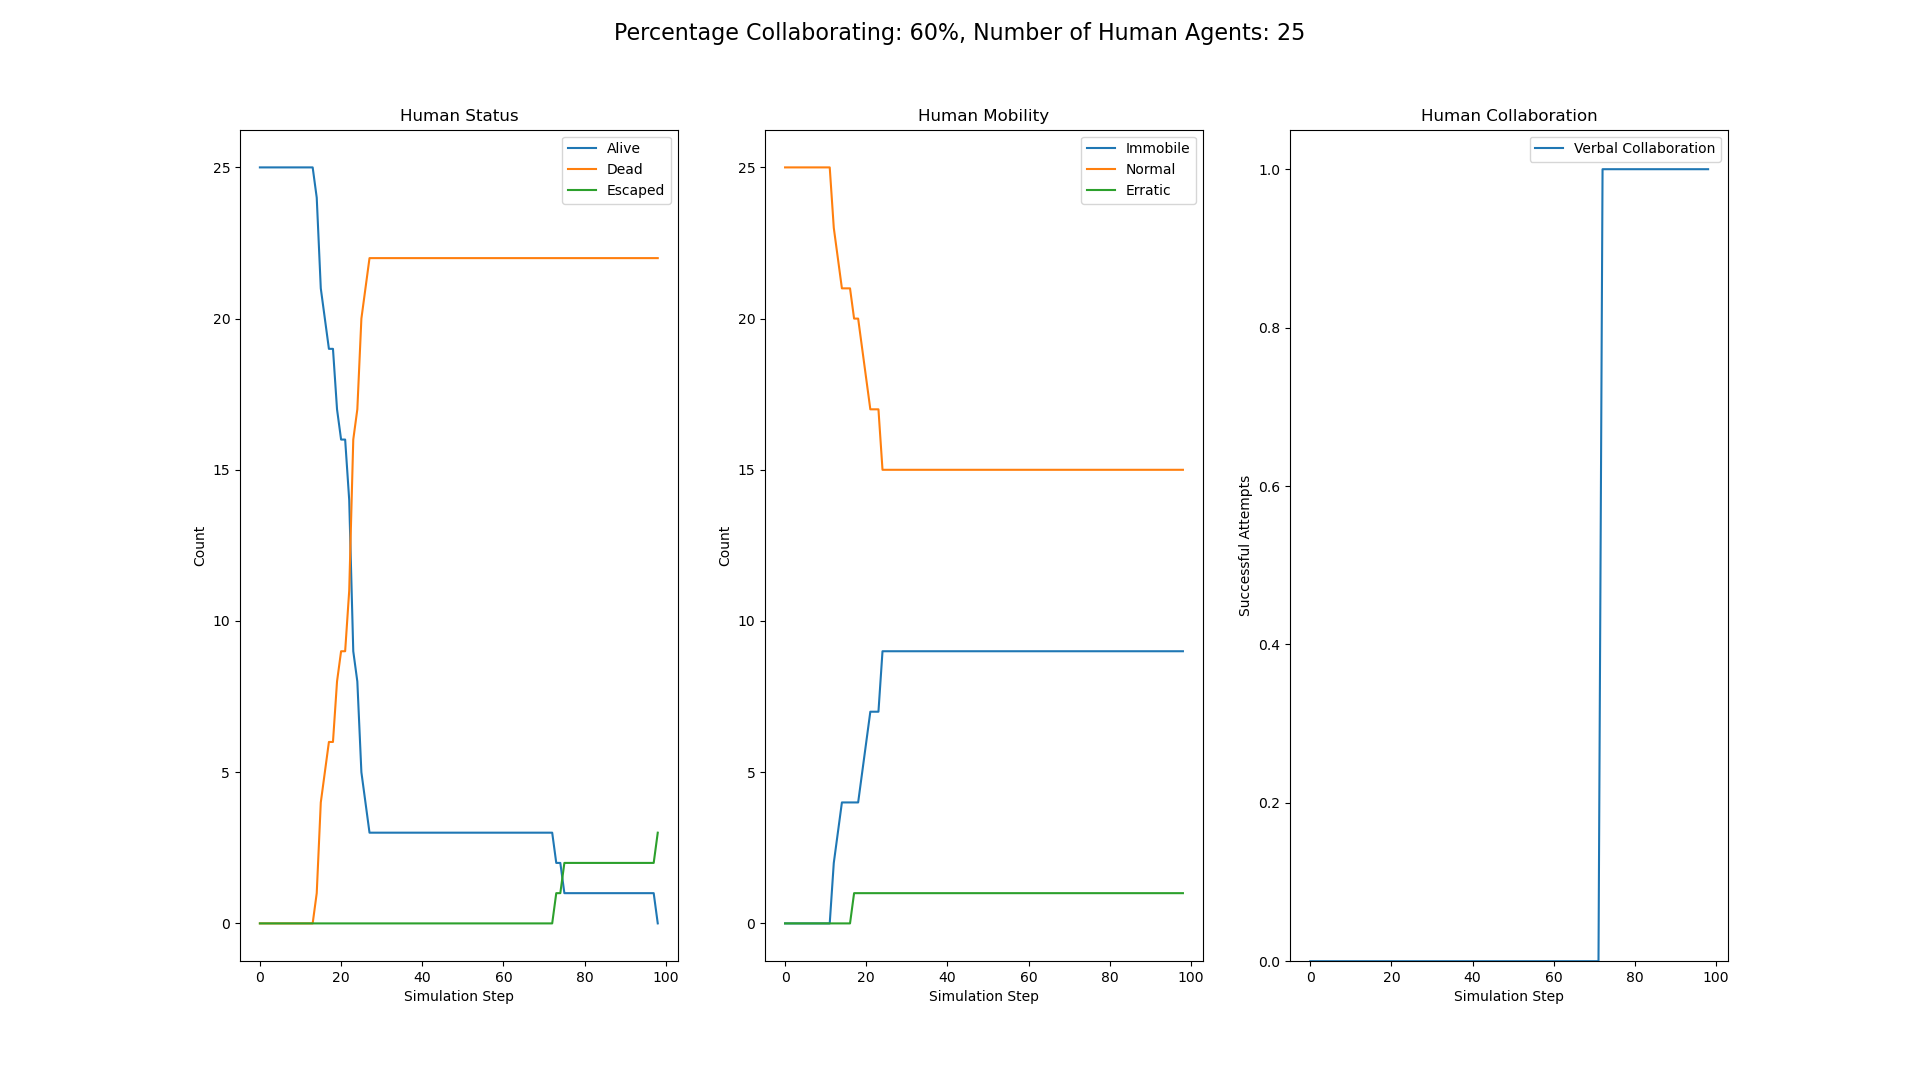 Percentage Collaborating: 60%, Number of Human Agents: 25
Human Status
Alive
Dead
Escaped
25
20
15
10
5
0
Count
0 20 40 60 80 100
Simulation Step
Human Mobility
Immobile
Normal
Erratic
25
20
15
10
5
0
Count
0 20 40 60 80 100
Simulation Step
Human Collaboration
Verbal Collaboration
1.0
0.8
0.6
0.4
0.2
0.0
Successful Attempts
0 20 40 60 80 100
Simulation Step